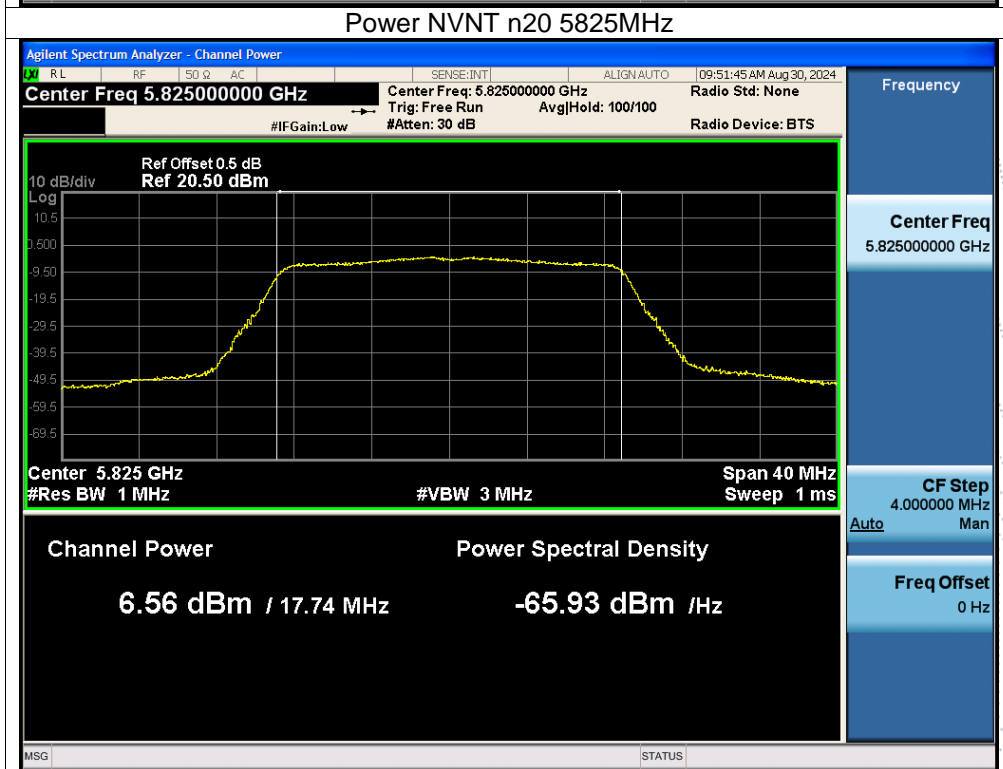 Power NVNT n20 5825MHz
Agilent Spectrum Analyzer - Channel Power
LXI RL RF 50 Ω AC SENSE:INT ALIGN AUTO 09:51:45 AM Aug 30, 2024
Center Freq 5.825000000 GHz
Center Freq: 5.825000000 GHz Radio Std: None
Trig: Free Run Avg|Hold: 100/100
#IFGain:Low #Atten: 30 dB Radio Device: BTS
Ref Offset 0.5 dB
10 dB/div Ref 20.50 dBm
Log
10.5
0.500
-9.50
-19.5
-29.5
-39.5
-49.5
-59.5
-69.5
Center 5.825 GHz Span 40 MHz
#Res BW 1 MHz #VBW 3 MHz Sweep 1 ms
Channel Power Power Spectral Density
6.56 dBm / 17.74 MHz -65.93 dBm /Hz
Frequency
Center Freq
5.825000000 GHz
CF Step
4.000000 MHz
Auto Man
Freq Offset
0 Hz
MSG STATUS